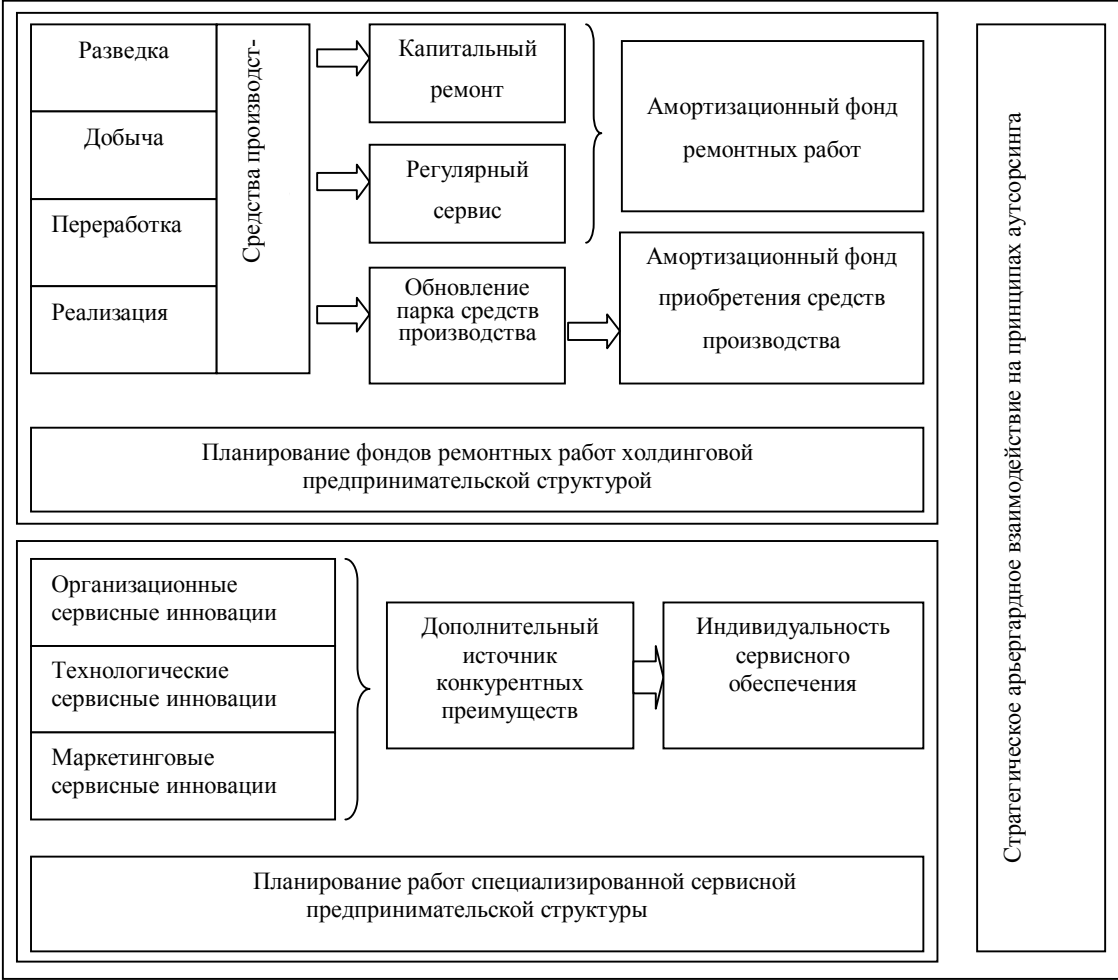 Разведка
Добыча
Переработка
Реализация
Средства производст-
Капитальный
ремонт
Регулярный
сервис
Обновление
парка средств
производства
Амортизационный фонд
ремонтных работ
Амортизационный фонд
приобретения средств
производства
Планирование фондов ремонтных работ холдинговой
предпринимательской структурой
Организационные
сервисные инновации
Технологические
сервисные инновации
Маркетинговые
сервисные инновации
Дополнительный
источник
конкурентных
преимуществ
Индивидуальность
сервисного
обеспечения
Планирование работ специализированной сервисной
предпринимательской структуры
Стратегическое арьергардное взаимодействие на принципах аутсорсинга